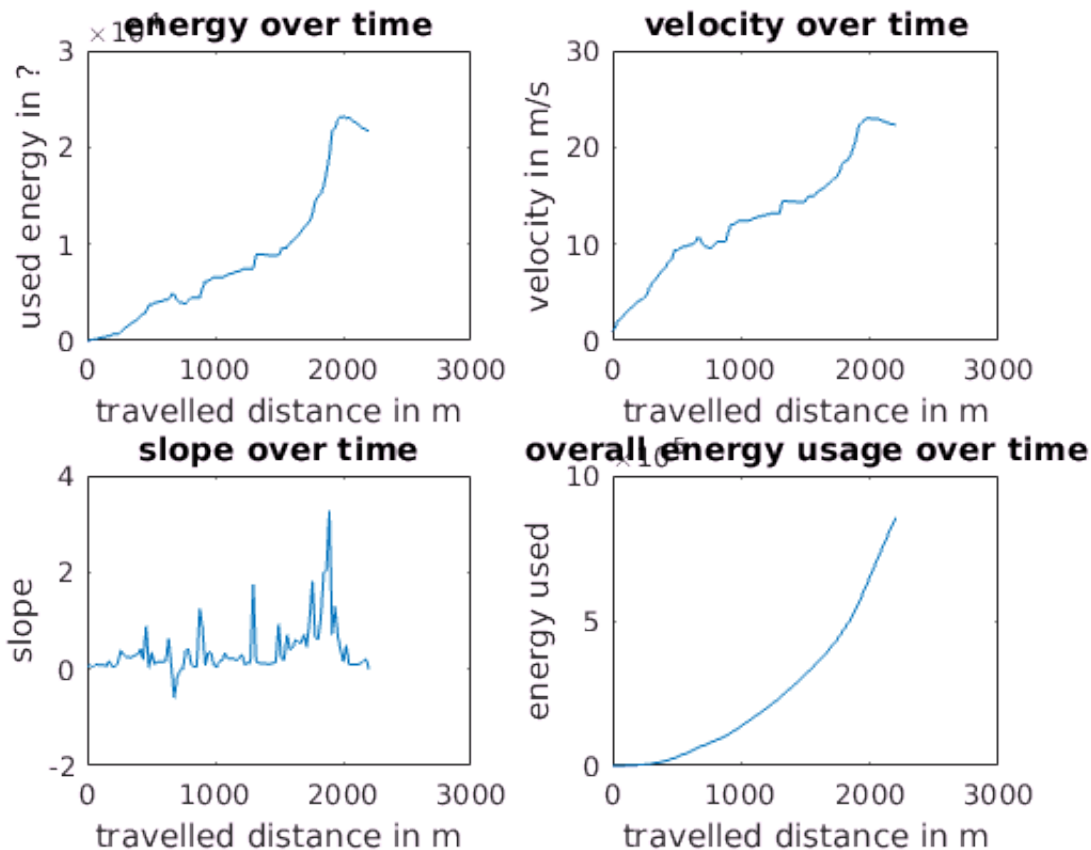 energy over time
×10⁴
used energy in ?
3
2
1
0
0 1000 2000 3000
travelled distance in m
velocity over time
velocity in m/s
30
20
10
0
0 1000 2000 3000
travelled distance in m
slope over time
slope
4
2
0
-2
0 1000 2000 3000
travelled distance in m
overall energy usage over time
×10⁵
energy used
10
5
0
0 1000 2000 3000
travelled distance in m